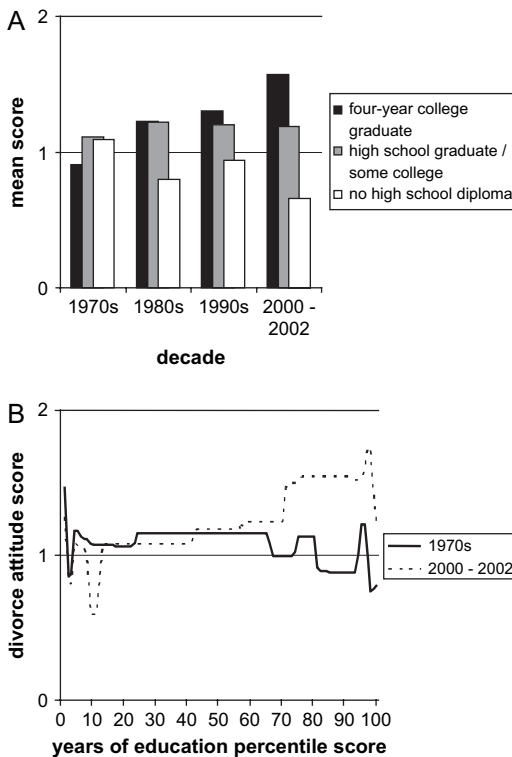 A
2
1
0
mean score
1970s 1980s 1990s 2000 -
2002
decade
four-year college
graduate
high school graduate /
some college
no high school diploma
B
2
1
0
divorce attitude score
0 10 20 30 40 50 60 70 80 90 100
years of education percentile score
1970s
2000 - 2002